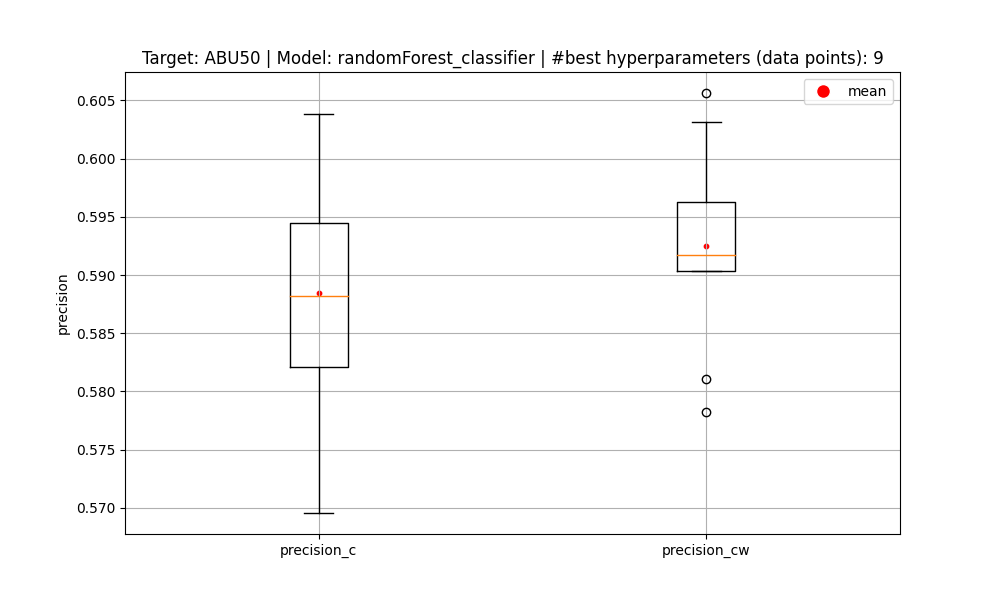 Target: ABU50 | Model: randomForest_classifier | #best hyperparameters (data points): 9
mean
0.605
0.600
0.595
0.590
0.585
0.580
0.575
0.570
precision
precision_c
precision_cw